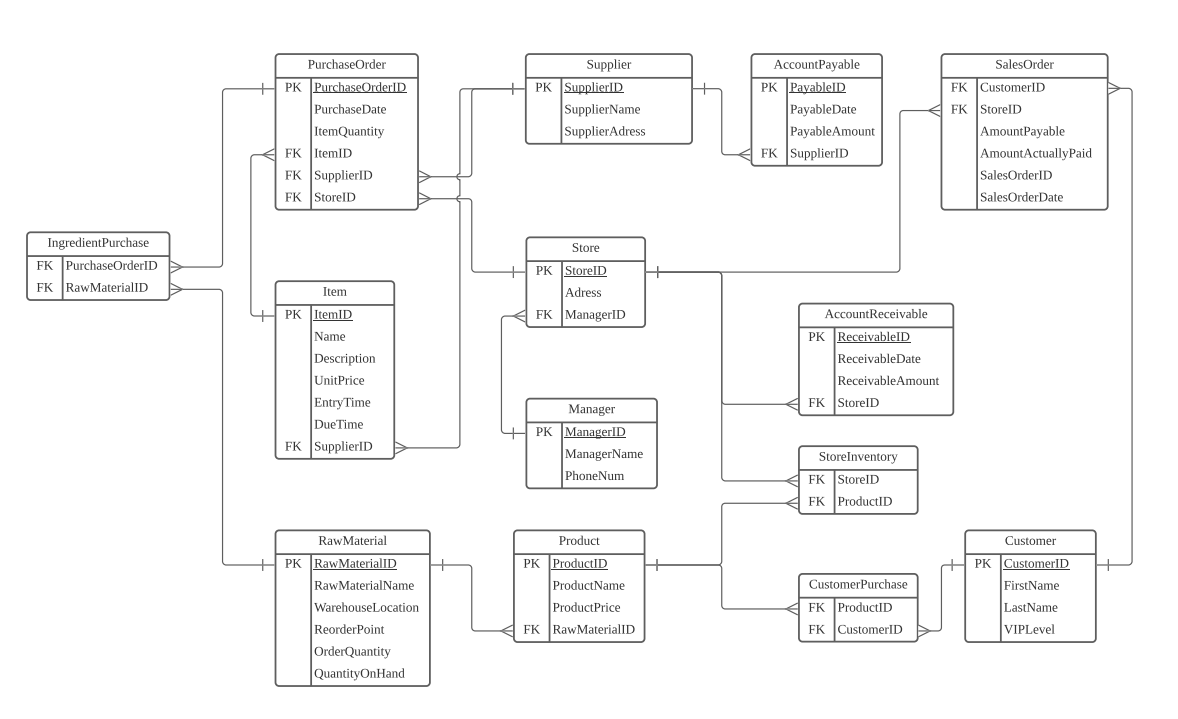 PurchaseOrder
PK PurchaseOrderID
PurchaseDate
ItemQuantity
FK ItemID
FK SupplierID
FK StoreID
Supplier
PK SupplierID
SupplierName
SupplierAdress
AccountPayable
PK PayableID
PayableDate
PayableAmount
FK SupplierID
SalesOrder
FK CustomerID
FK StoreID
AmountPayable
AmountActuallyPaid
SalesOrderID
SalesOrderDate
IngredientPurchase
FK PurchaseOrderID
FK RawMaterialID
Item
PK ItemID
Name
Description
UnitPrice
EntryTime
DueTime
FK SupplierID
Store
PK StoreID
Adress
FK ManagerID
AccountReceivable
PK ReceivableID
ReceivableDate
ReceivableAmount
FK StoreID
Manager
PK ManagerID
ManagerName
PhoneNum
StoreInventory
FK StoreID
FK ProductID
RawMaterial
PK RawMaterialID
RawMaterialName
WarehouseLocation
ReorderPoint
OrderQuantity
QuantityOnHand
Product
PK ProductID
ProductName
ProductPrice
FK RawMaterialID
CustomerPurchase
FK ProductID
FK CustomerID
Customer
PK CustomerID
FirstName
LastName
VIPLevel